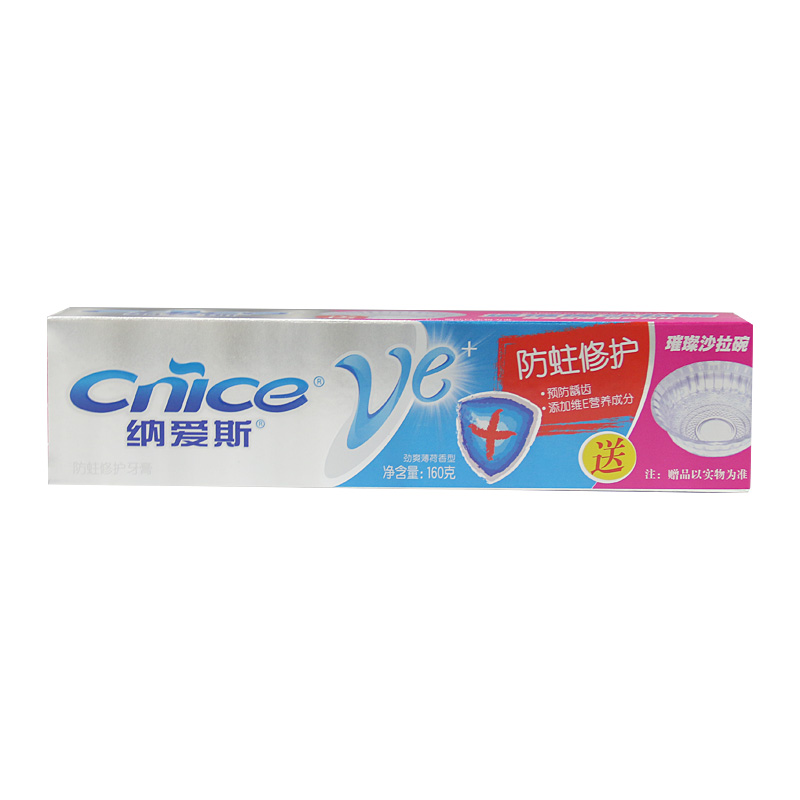 Cnice®
纳爱斯®
防蛀修护牙膏
Ve+
劲爽薄荷香型
净含量：160克
防蛀修护
·预防龋齿
·添加维E营养成分
送
璀璨沙拉碗
注：赠品以实物为准